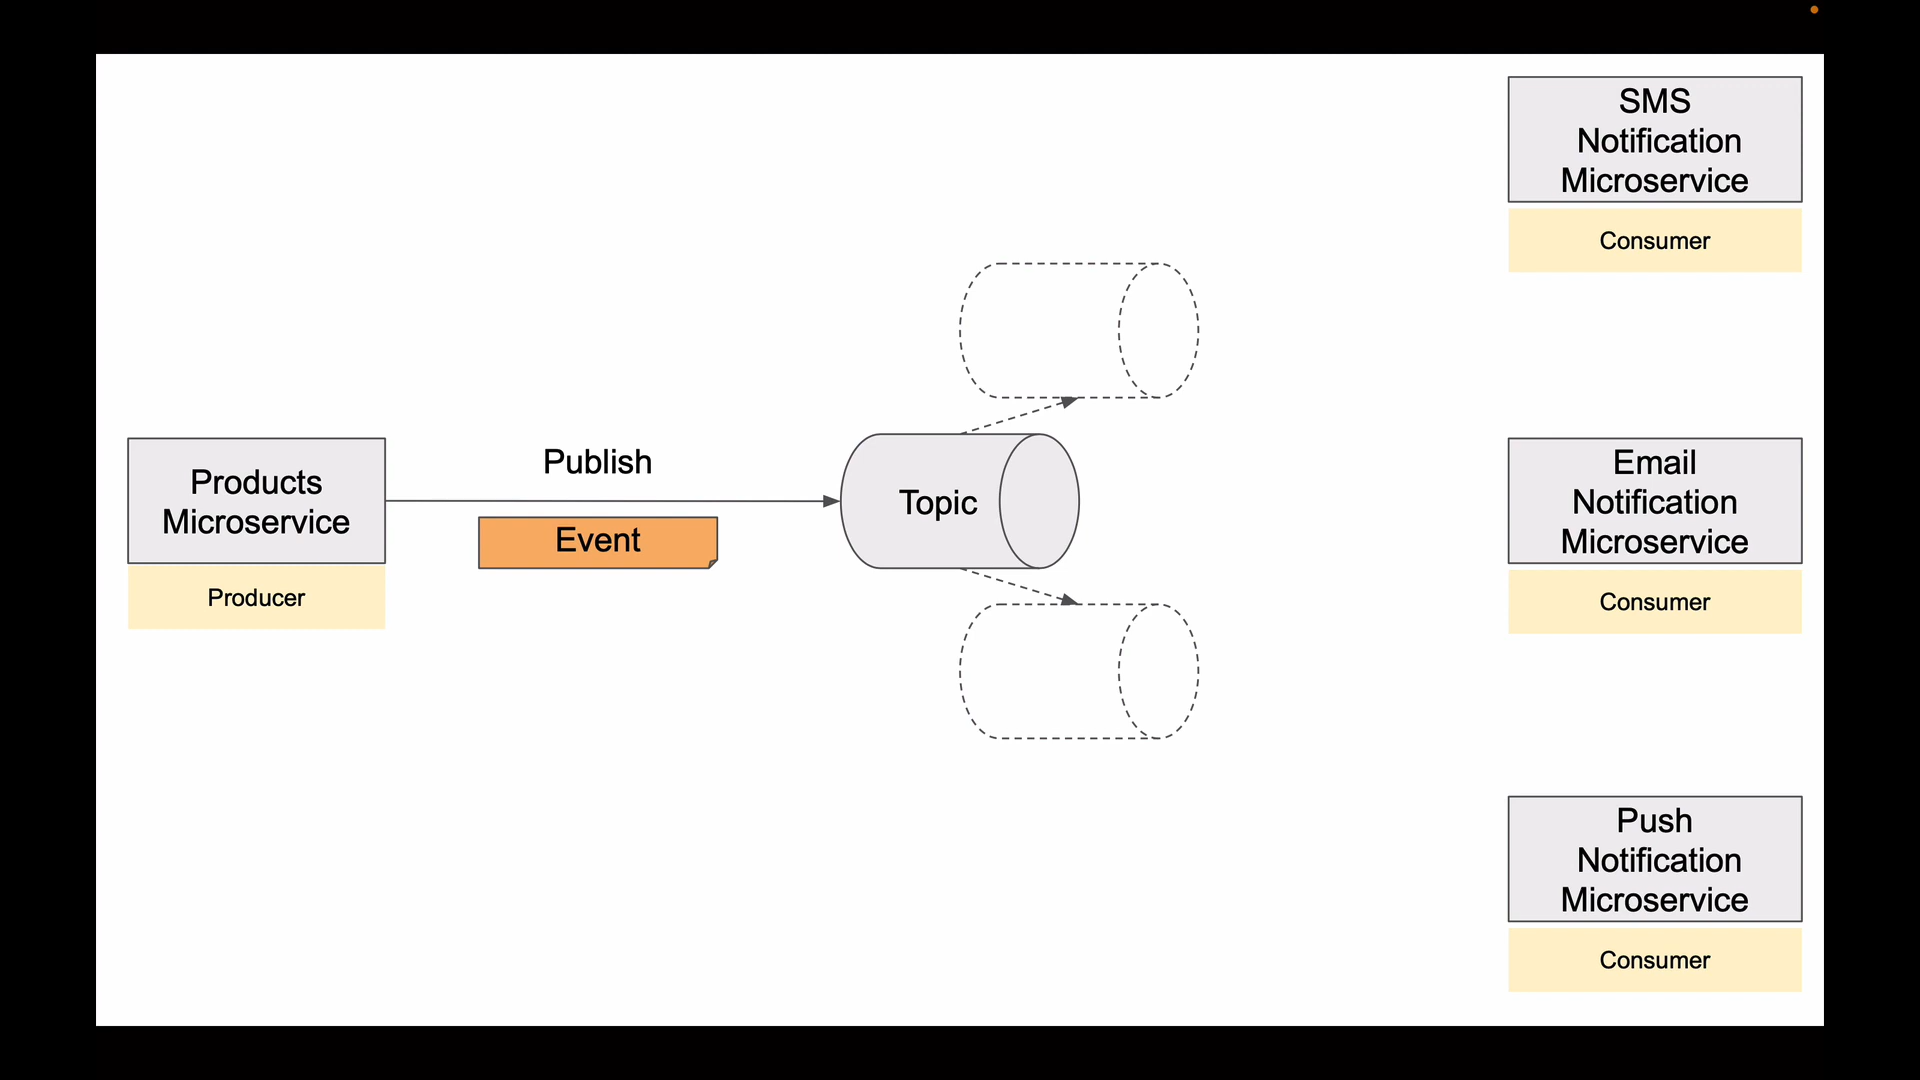 SMS
Notification
Microservice
Consumer
Products
Microservice
Producer
Publish
Event
Topic
Email
Notification
Microservice
Consumer
Push
Notification
Microservice
Consumer